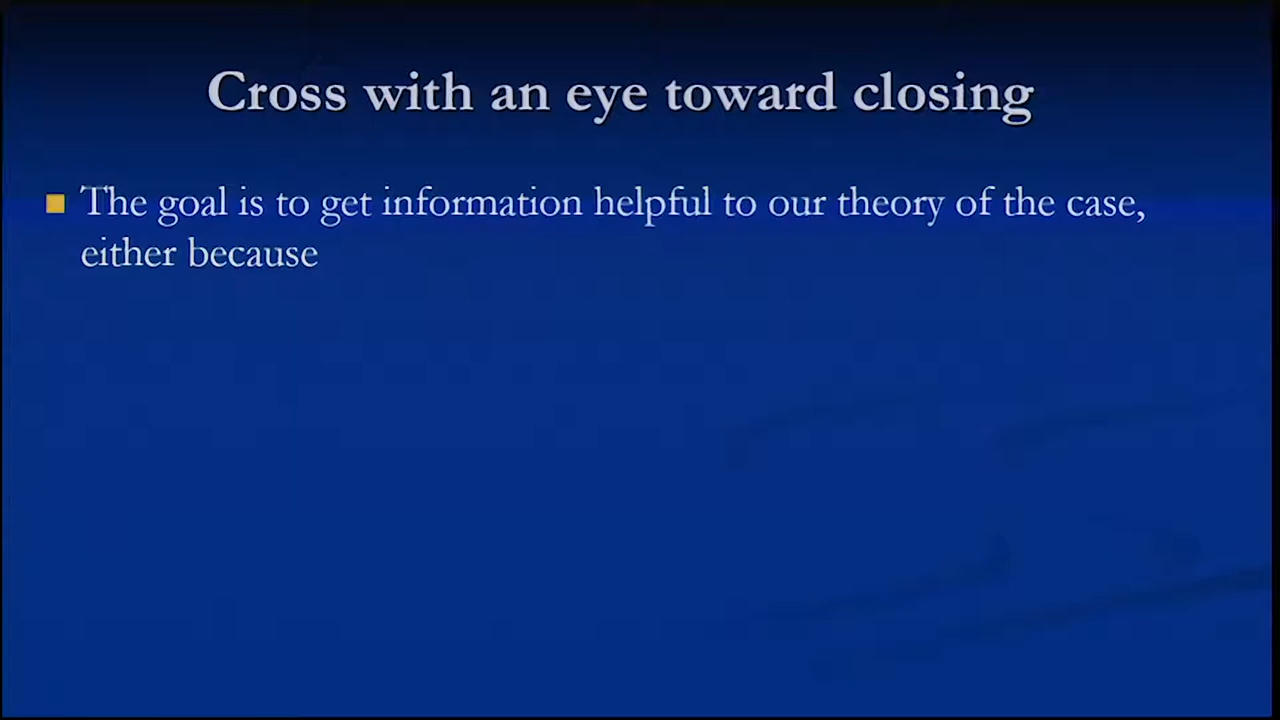 Cross with an eye toward closing
The goal is to get information helpful to our theory of the case,
either because